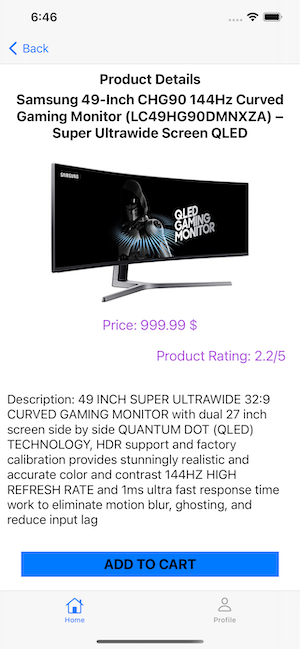 6:46
Back
Product Details
Samsung 49-Inch CHG90 144Hz Curved
Gaming Monitor (LC49HG90DMNXZA) –
Super Ultrawide Screen QLED
SAMSUNG
QLED
GAMING
MONITOR
Price: 999.99 $
Product Rating: 2.2/5
Description: 49 INCH SUPER ULTRAWIDE 32:9
CURVED GAMING MONITOR with dual 27 inch
screen side by side QUANTUM DOT (QLED)
TECHNOLOGY, HDR support and factory
calibration provides stunningly realistic and
accurate color and contrast 144HZ HIGH
REFRESH RATE and 1ms ultra fast response time
work to eliminate motion blur, ghosting, and
reduce input lag
ADD TO CART
Home
Profile